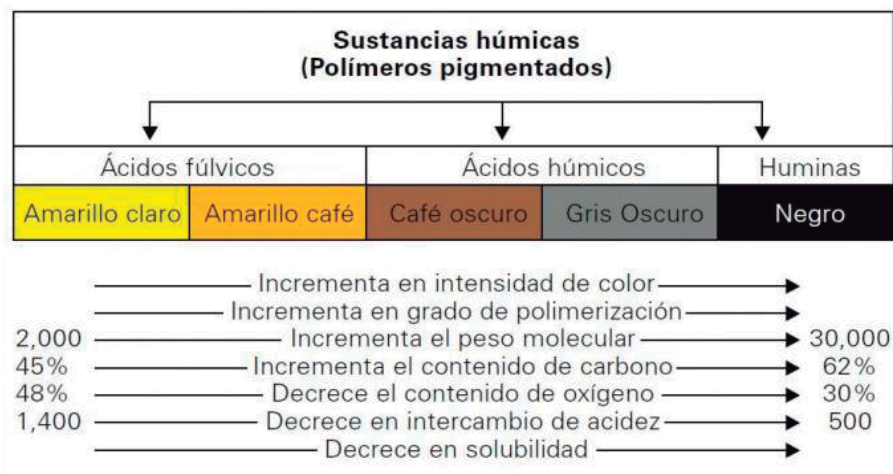 Sustancias húmicas
(Polímeros pigmentados)
Ácidos fúlvicos Ácidos húmicos Huminas
Amarillo claro Amarillo café Café oscuro Gris Oscuro Negro
Incrementa en intensidad de color
Incrementa en grado de polimerización
2,000 Incrementa el peso molecular 30,000
45% Incrementa el contenido de carbono 62%
48% Decrece el contenido de oxígeno 30%
1,400 Decrece en intercambio de acidez 500
Decrece en solubilidad